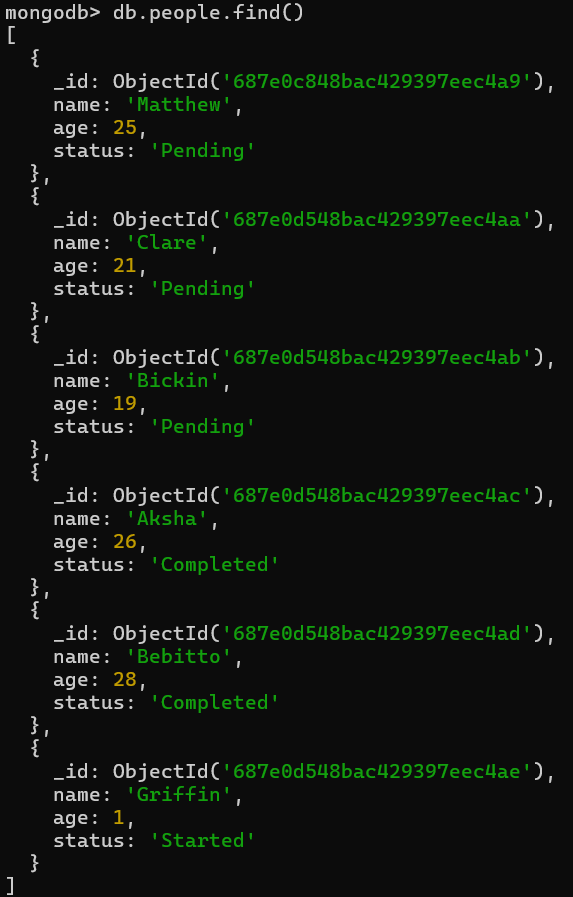 mongodb> db.people.find()
[
  {
    _id: ObjectId('687e0c848bac429397eec4a9'),
    name: 'Matthew',
    age: 25,
    status: 'Pending'
  },
  {
    _id: ObjectId('687e0d548bac429397eec4aa'),
    name: 'Clare',
    age: 21,
    status: 'Pending'
  },
  {
    _id: ObjectId('687e0d548bac429397eec4ab'),
    name: 'Bickin',
    age: 19,
    status: 'Pending'
  },
  {
    _id: ObjectId('687e0d548bac429397eec4ac'),
    name: 'Aksha',
    age: 26,
    status: 'Completed'
  },
  {
    _id: ObjectId('687e0d548bac429397eec4ad'),
    name: 'Bebitto',
    age: 28,
    status: 'Completed'
  },
  {
    _id: ObjectId('687e0d548bac429397eec4ae'),
    name: 'Griffin',
    age: 1,
    status: 'Started'
  }
]